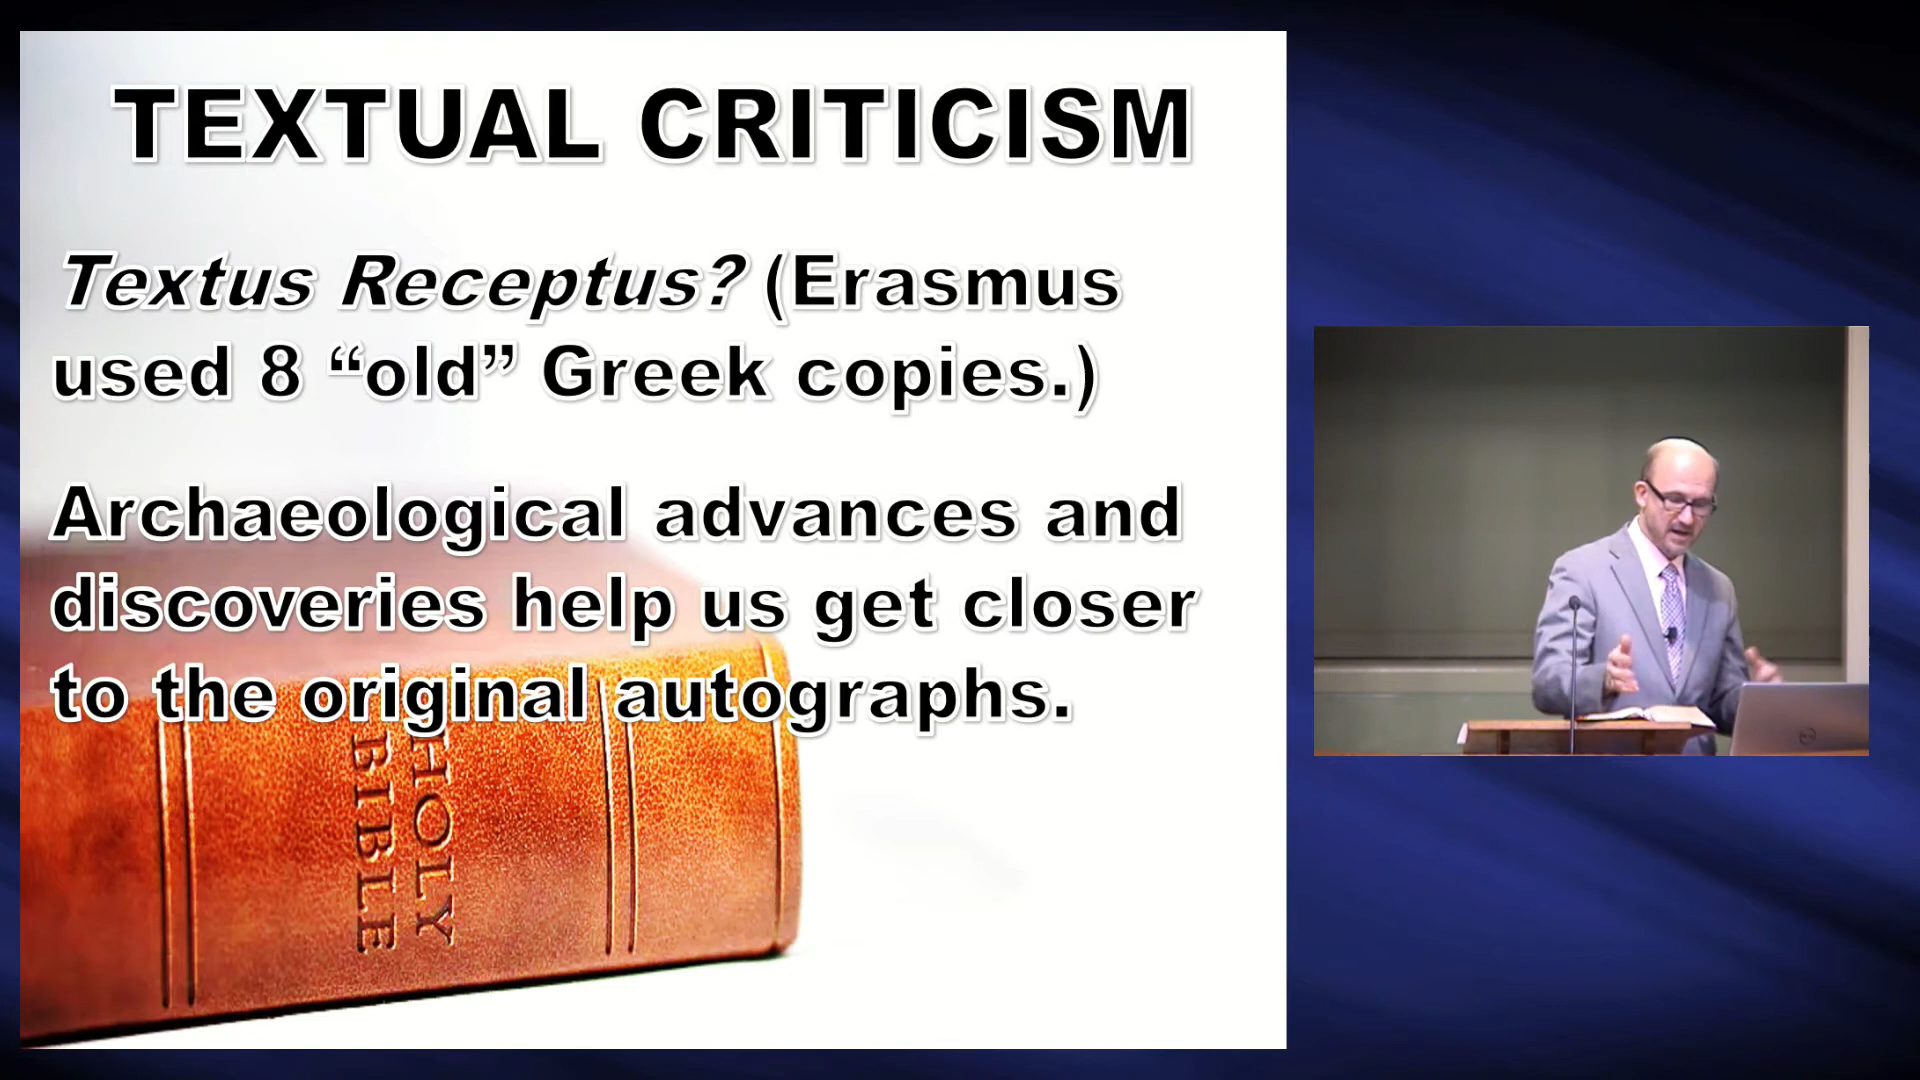 TEXTUAL CRITICISM
Textus Receptus? (Erasmus
used 8 “old” Greek copies.)
Archaeological advances and
discoveries help us get closer
to the original autographs.
HOLY
BIBLE